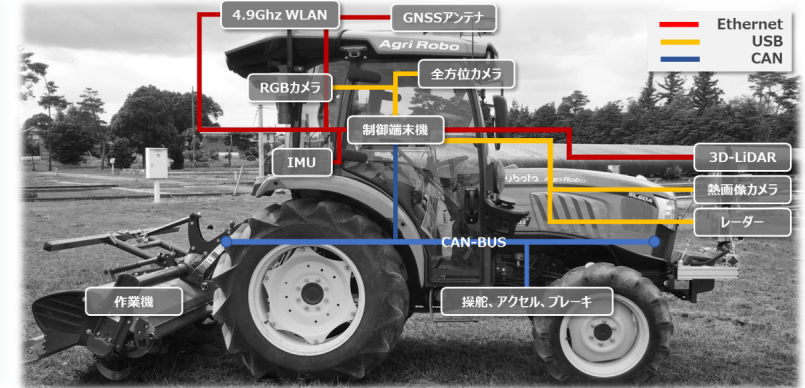 4.9Ghz WLAN
GNSSアンテナ
Ethernet
USB
CAN
Agri Robo
全方位カメラ
RGBカメラ
制御端末機
IMU
3D-LiDAR
Kubota AgriRobo
熱画像カメラ
SL60A
レーダー
CAN-BUS
作業機
操舵、アクセル、ブレーキ